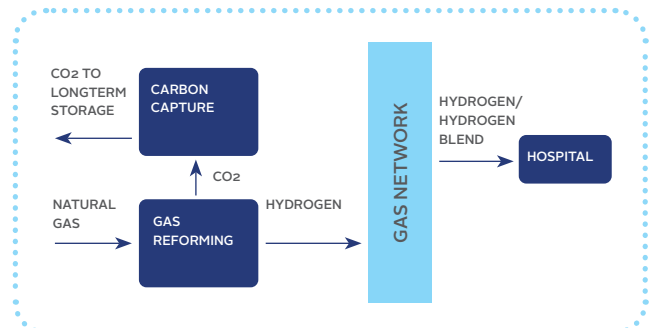 CO2 TO
LONGTERM
STORAGE
CARBON
CAPTURE
CO2
NATURAL
GAS
GAS
REFORMING
HYDROGEN
GAS NETWORK
HYDROGEN/
HYDROGEN
BLEND
HOSPITAL